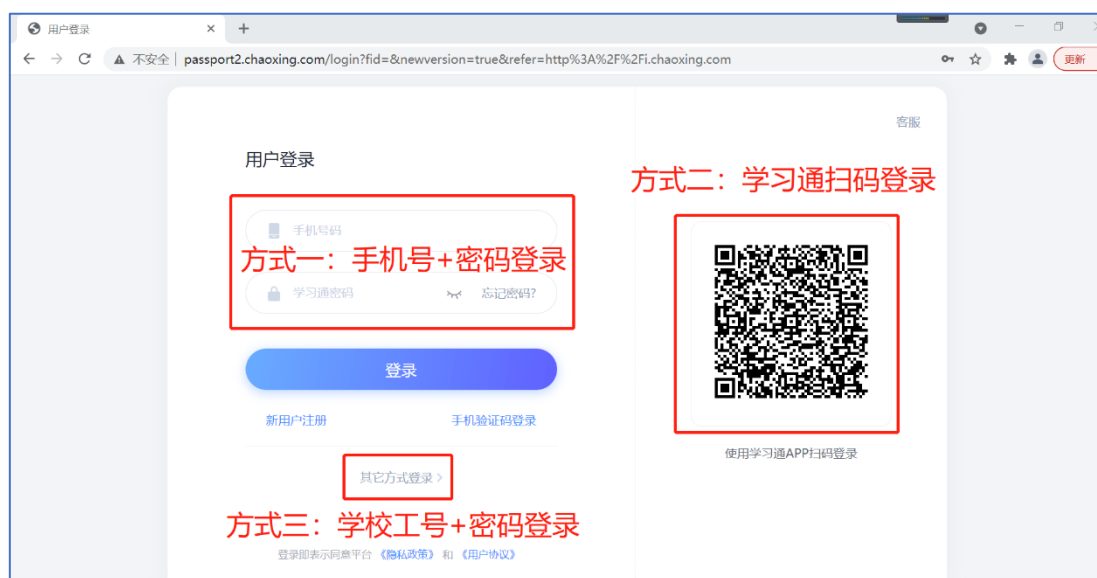 用户登录
不安全 passport2.chaoxing.com/login?fid=&newversion=true&refer=http%3A%2F%2Fi.chaoxing.com
更新
客服
用户登录
方式二：学习通扫码登录
手机号码
方式一：手机号+密码登录
学习通密码 忘记密码?
登录
新用户注册 手机验证码登录
使用学习通APP扫码登录
其它方式登录
方式三：学校工号+密码登录
登录即表示同意平台《隐私政策》和《用户协议》